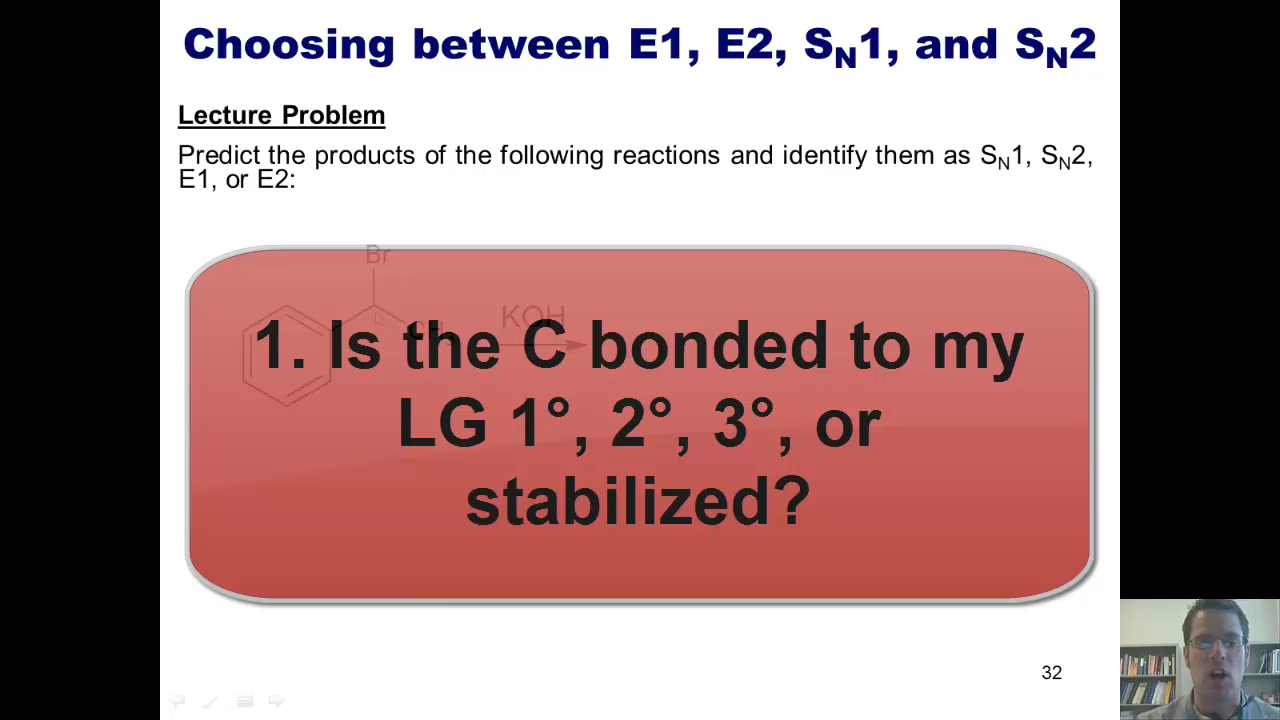 Choosing between E1, E2, SN1, and SN2
Lecture Problem
Predict the products of the following reactions and identify them as SN1, SN2,
E1, or E2:
Br
KOH
1. Is the C bonded to my
LG 1°, 2°, 3°, or
stabilized?
32